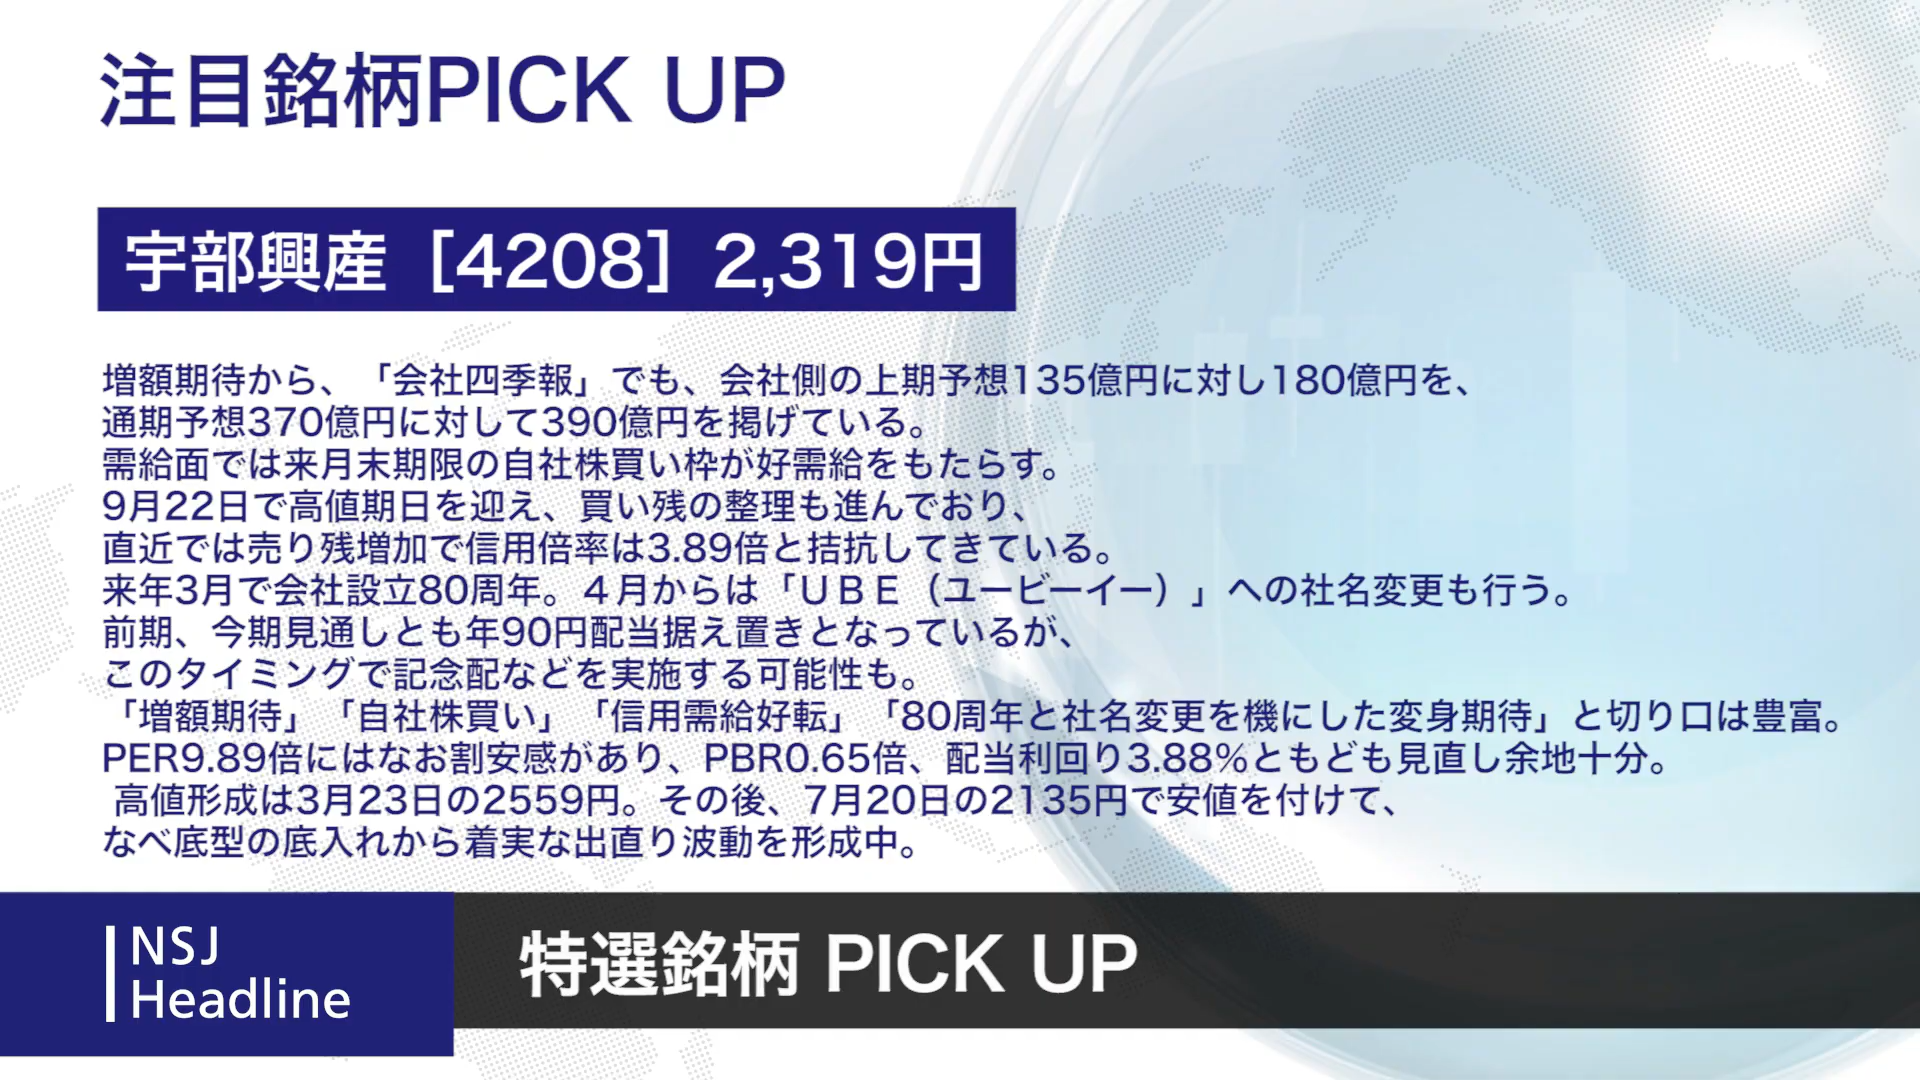 注目銘柄PICK UP
宇部興産［4208］2,319円
増額期待から、「会社四季報」でも、会社側の上期予想135億円に対し180億円を、
通期予想370億円に対して390億円を掲げている。
需給面では来月末期限の自社株買い枠が好需給をもたらす。
9月22日で高値期日を迎え、買い残の整理も進んでおり、
直近では売り残増加で信用倍率は3.89倍と拮抗してきている。
来年3月で会社設立80周年。４月からは「ＵＢＥ（ユービーイー）」への社名変更も行う。
前期、今期見通しとも年90円配当据え置きとなっているが、
このタイミングで記念配などを実施する可能性も。
「増額期待」「自社株買い」「信用需給好転」「80周年と社名変更を機にした変身期待」と切り口は豊富。
PER9.89倍にはなお割安感があり、PBR0.65倍、配当利回り3.88%ともども見直し余地十分。
高値形成は3月23日の2559円。その後、7月20日の2135円で安値を付けて、
なべ底型の底入れから着実な出直り波動を形成中。
NSJ
Headline
特選銘柄 PICK UP